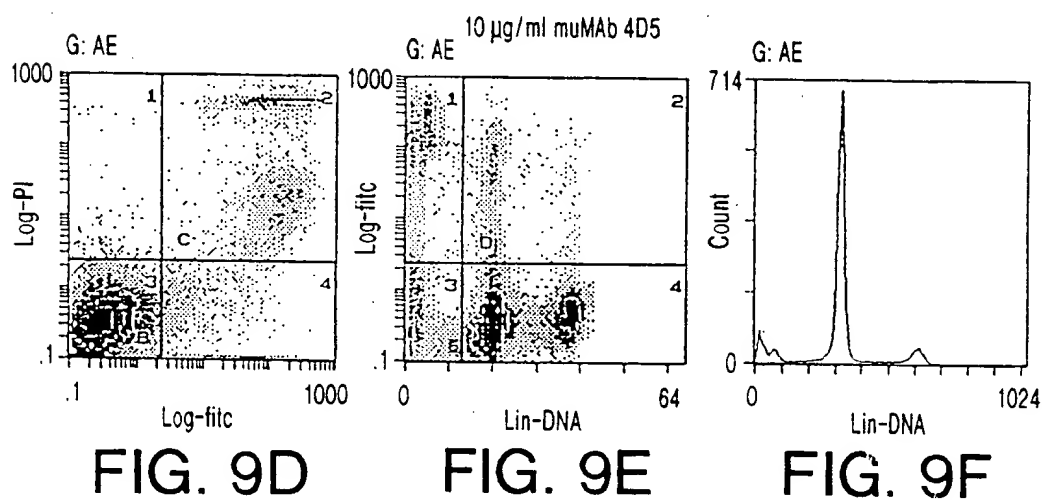 10 µg/ml muMAb 4D5
G: AE
1000
1
2
C
3
4
B
.1
Log-PI
.1
1000
Log-fitc
FIG. 9D
G: AE
1000
1
2
D
3
4
E
.1
Log-fitc
0
64
Lin-DNA
FIG. 9E
G: AE
714
0
Count
0
1024
Lin-DNA
FIG. 9F